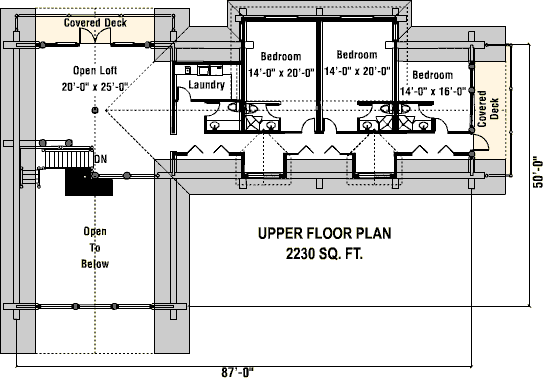 Covered Deck
Open Loft
20'-0" x 25'-0"
Laundry
Bedroom
14'-0" x 20'-0"
Bedroom
14'-0" x 20'-0"
Bedroom
14'-0" x 16'-0"
Covered
Deck
DN
Open
To
Below
UPPER FLOOR PLAN
2230 SQ. FT.
50'-0"
87'-0"